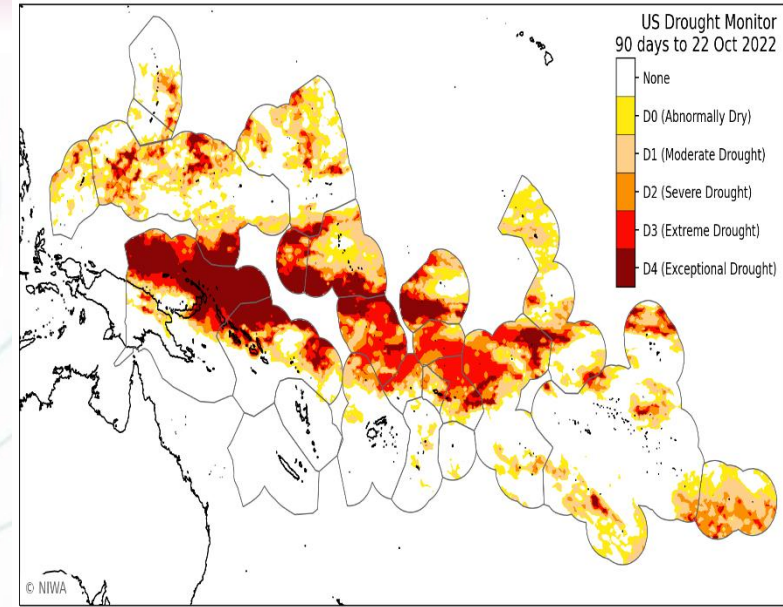 US Drought Monitor
90 days to 22 Oct 2022
None
D0 (Abnormally Dry)
D1 (Moderate Drought)
D2 (Severe Drought)
D3 (Extreme Drought)
D4 (Exceptional Drought)
© NIWA